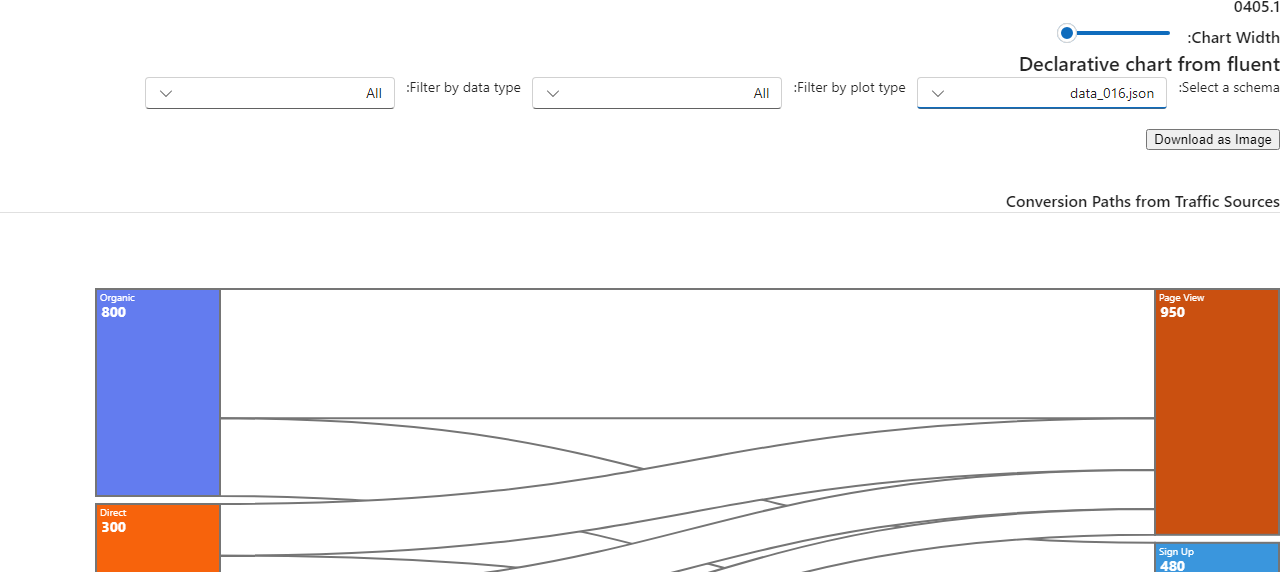 0405.1
:Chart Width
Declarative chart from fluent
:Select a schema
data_016.json
:Filter by plot type
All
:Filter by data type
All
Download as Image
Conversion Paths from Traffic Sources
Organic
800
Page View
950
Direct
300
Sign Up
480